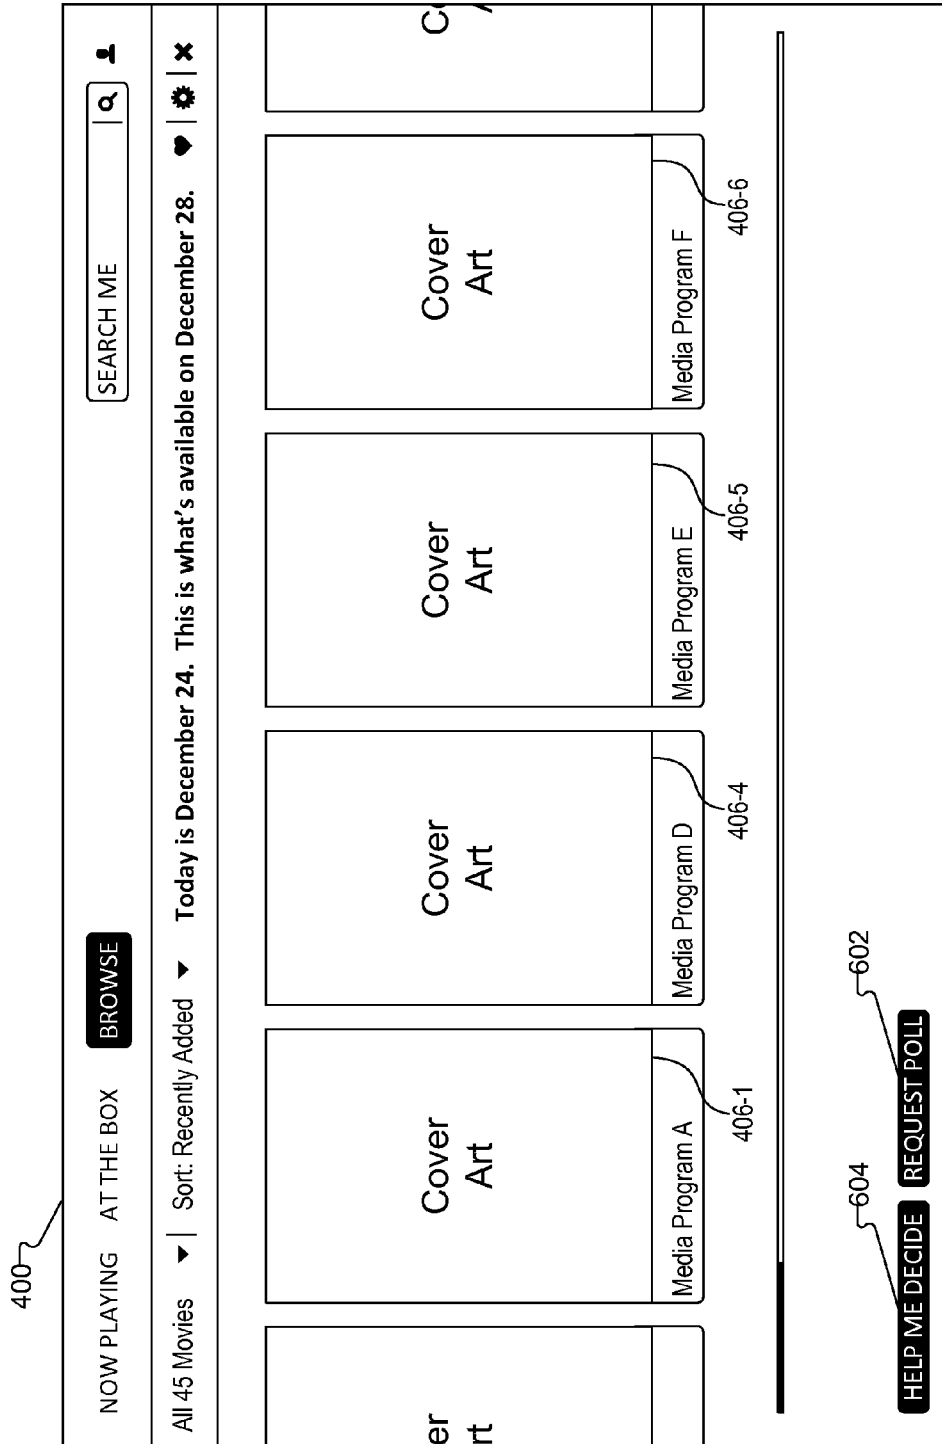 400
NOW PLAYING AT THE BOX BROWSE SEARCH ME
All 45 Movies Sort: Recently Added Today is December 24. This is what's available on December 28.
er
rt
Cover
Art
Cover
Art
Cover
Art
Cover
Art
Media Program A
Media Program D
Media Program E
Media Program F
406-1
406-4
406-5
406-6
604
602
HELP ME DECIDE REQUEST POLL